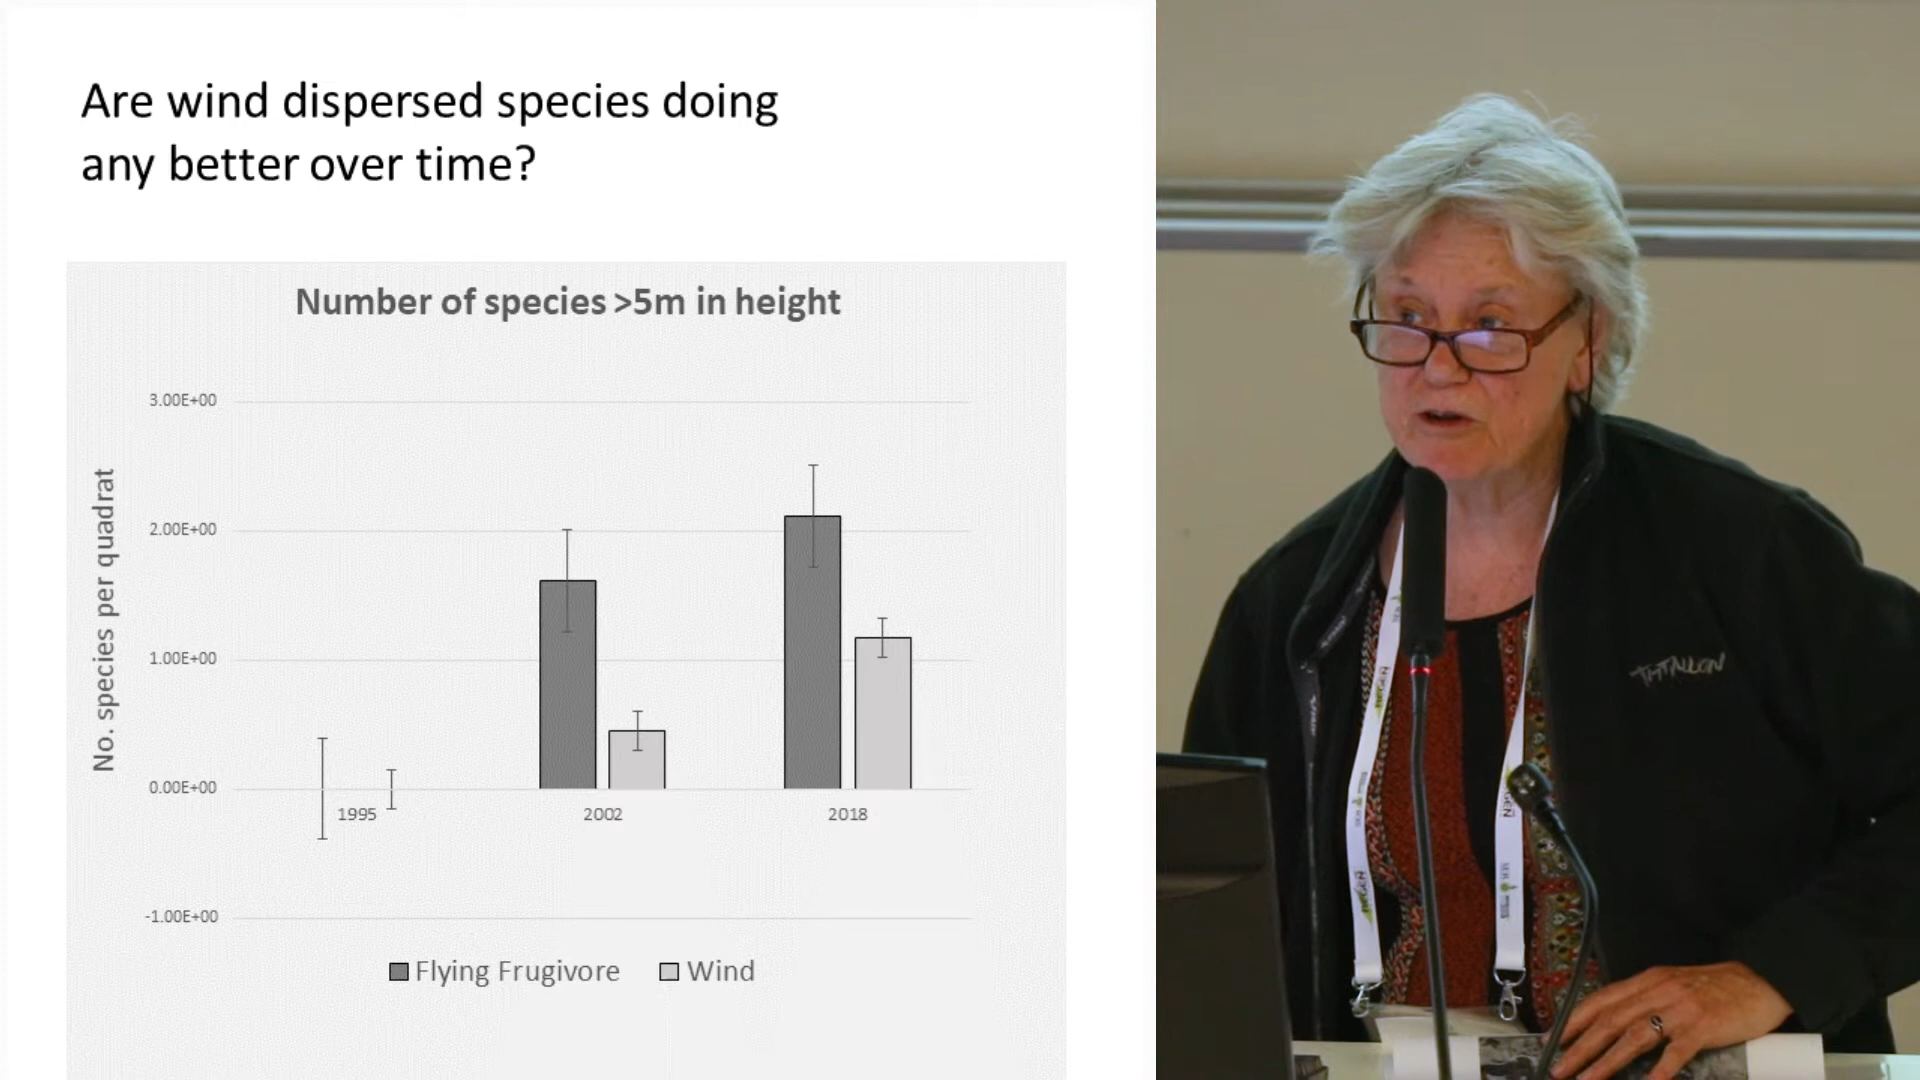 Are wind dispersed species doing
any better over time?
Number of species >5m in height
No. species per quadrat
3.00E+00
2.00E+00
1.00E+00
0.00E+00
-1.00E+00
1995
2002
2018
Flying Frugivore
Wind